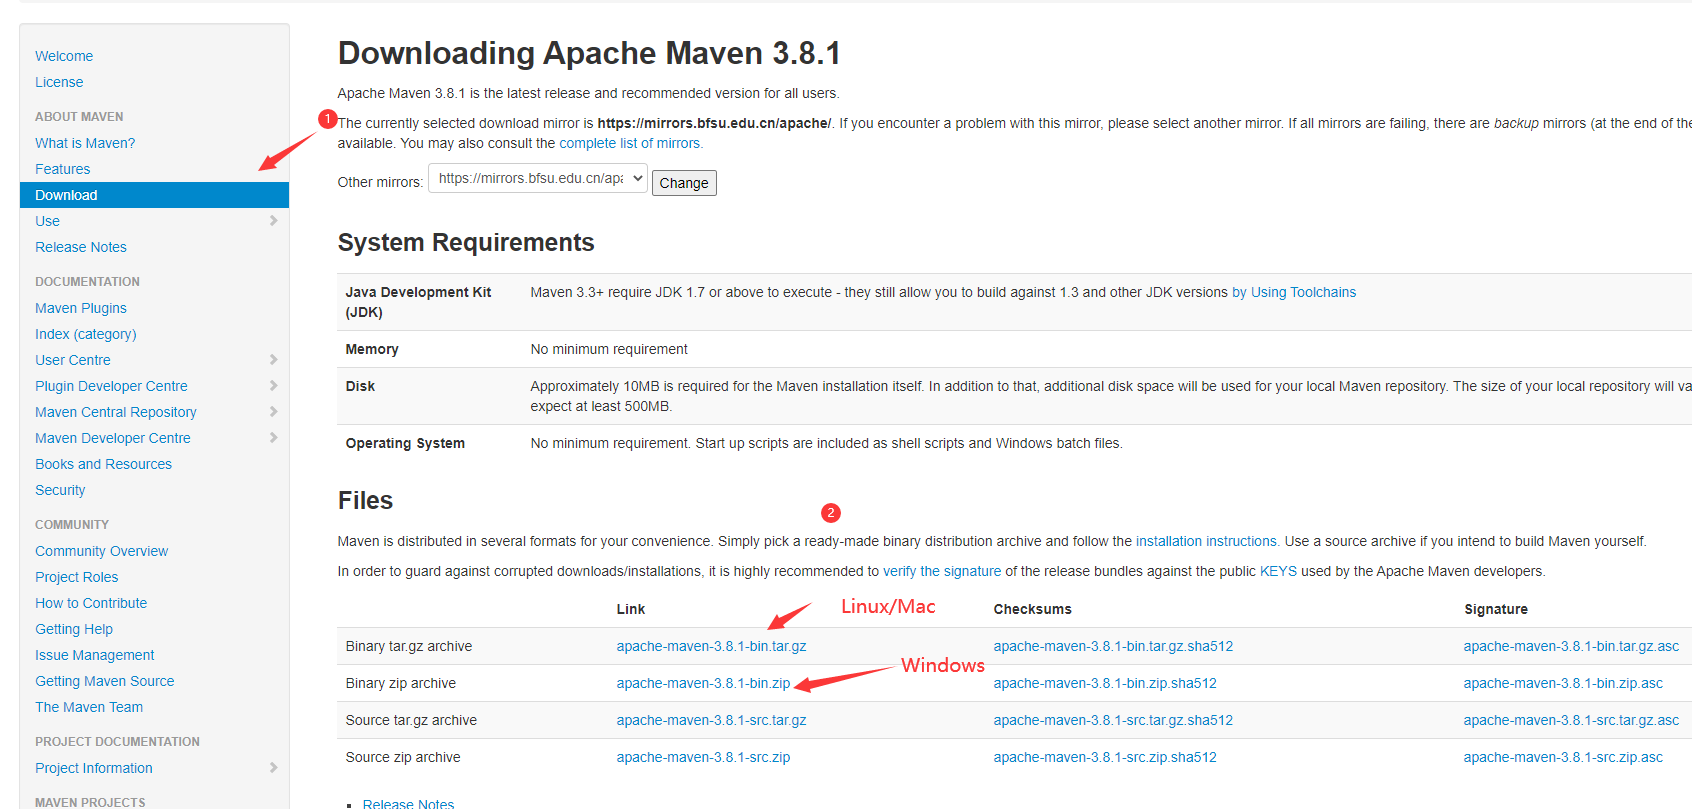 Welcome
License
ABOUT MAVEN
What is Maven?
Features
Download
Use
Release Notes
DOCUMENTATION
Maven Plugins
Index (category)
User Centre
Plugin Developer Centre
Maven Central Repository
Maven Developer Centre
Books and Resources
Security
COMMUNITY
Community Overview
Project Roles
How to Contribute
Getting Help
Issue Management
Getting Maven Source
The Maven Team
PROJECT DOCUMENTATION
Project Information
MAVEN PROJECTS
Downloading Apache Maven 3.8.1
Apache Maven 3.8.1 is the latest release and recommended version for all users.
1
The currently selected download mirror is https://mirrors.bfsu.edu.cn/apache/. If you encounter a problem with this mirror, please select another mirror. If all mirrors are failing, there are backup mirrors (at the end of the
available. You may also consult the complete list of mirrors.
Other mirrors: https://mirrors.bfsu.edu.cn/apa Change
System Requirements
Java Development Kit Maven 3.3+ require JDK 1.7 or above to execute - they still allow you to build against 1.3 and other JDK versions by Using Toolchains
(JDK)
Memory No minimum requirement
Disk Approximately 10MB is required for the Maven installation itself. In addition to that, additional disk space will be used for your local Maven repository. The size of your local repository will va
expect at least 500MB.
Operating System No minimum requirement. Start up scripts are included as shell scripts and Windows batch files.
Files
2
Maven is distributed in several formats for your convenience. Simply pick a ready-made binary distribution archive and follow the installation instructions. Use a source archive if you intend to build Maven yourself.
In order to guard against corrupted downloads/installations, it is highly recommended to verify the signature of the release bundles against the public KEYS used by the Apache Maven developers.
Link Linux/Mac Checksums Signature
Binary tar.gz archive apache-maven-3.8.1-bin.tar.gz apache-maven-3.8.1-bin.tar.gz.sha512 apache-maven-3.8.1-bin.tar.gz.asc
Windows
Binary zip archive apache-maven-3.8.1-bin.zip apache-maven-3.8.1-bin.zip.sha512 apache-maven-3.8.1-bin.zip.asc
Source tar.gz archive apache-maven-3.8.1-src.tar.gz apache-maven-3.8.1-src.tar.gz.sha512 apache-maven-3.8.1-src.tar.gz.asc
Source zip archive apache-maven-3.8.1-src.zip apache-maven-3.8.1-src.zip.sha512 apache-maven-3.8.1-src.zip.asc
Release Notes